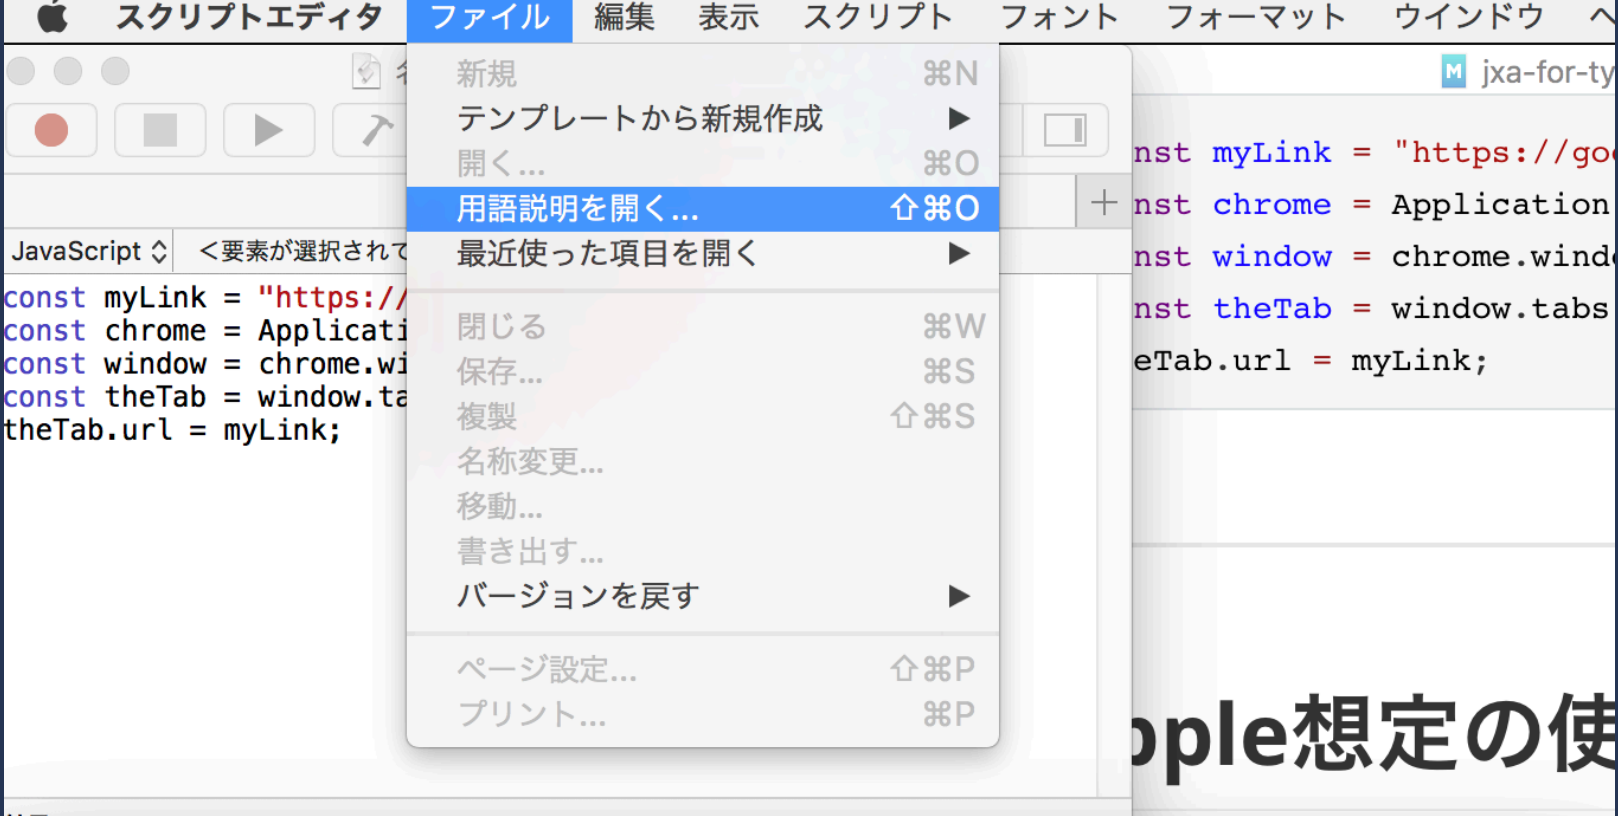 スクリプトエディタ ファイル 編集 表示 スクリプト フォント フォーマット ウインドウ ヘ
jxa-for-ty
新規 ⌘N
テンプレートから新規作成 ▶
開く... ⌘O
用語説明を開く... ⇧⌘O
最近使った項目を開く ▶
閉じる ⌘W
保存... ⌘S
複製 ⇧⌘S
名称変更...
移動...
書き出す...
バージョンを戻す ▶
ページ設定... ⇧⌘P
プリント... ⌘P
JavaScript <要素が選択されて
const myLink = "https://
const chrome = Applicati
const window = chrome.wi
const theTab = window.ta
theTab.url = myLink;
nst myLink = "https://goo
nst chrome = Application
nst window = chrome.windo
nst theTab = window.tabs
eTab.url = myLink;
pple想定の使